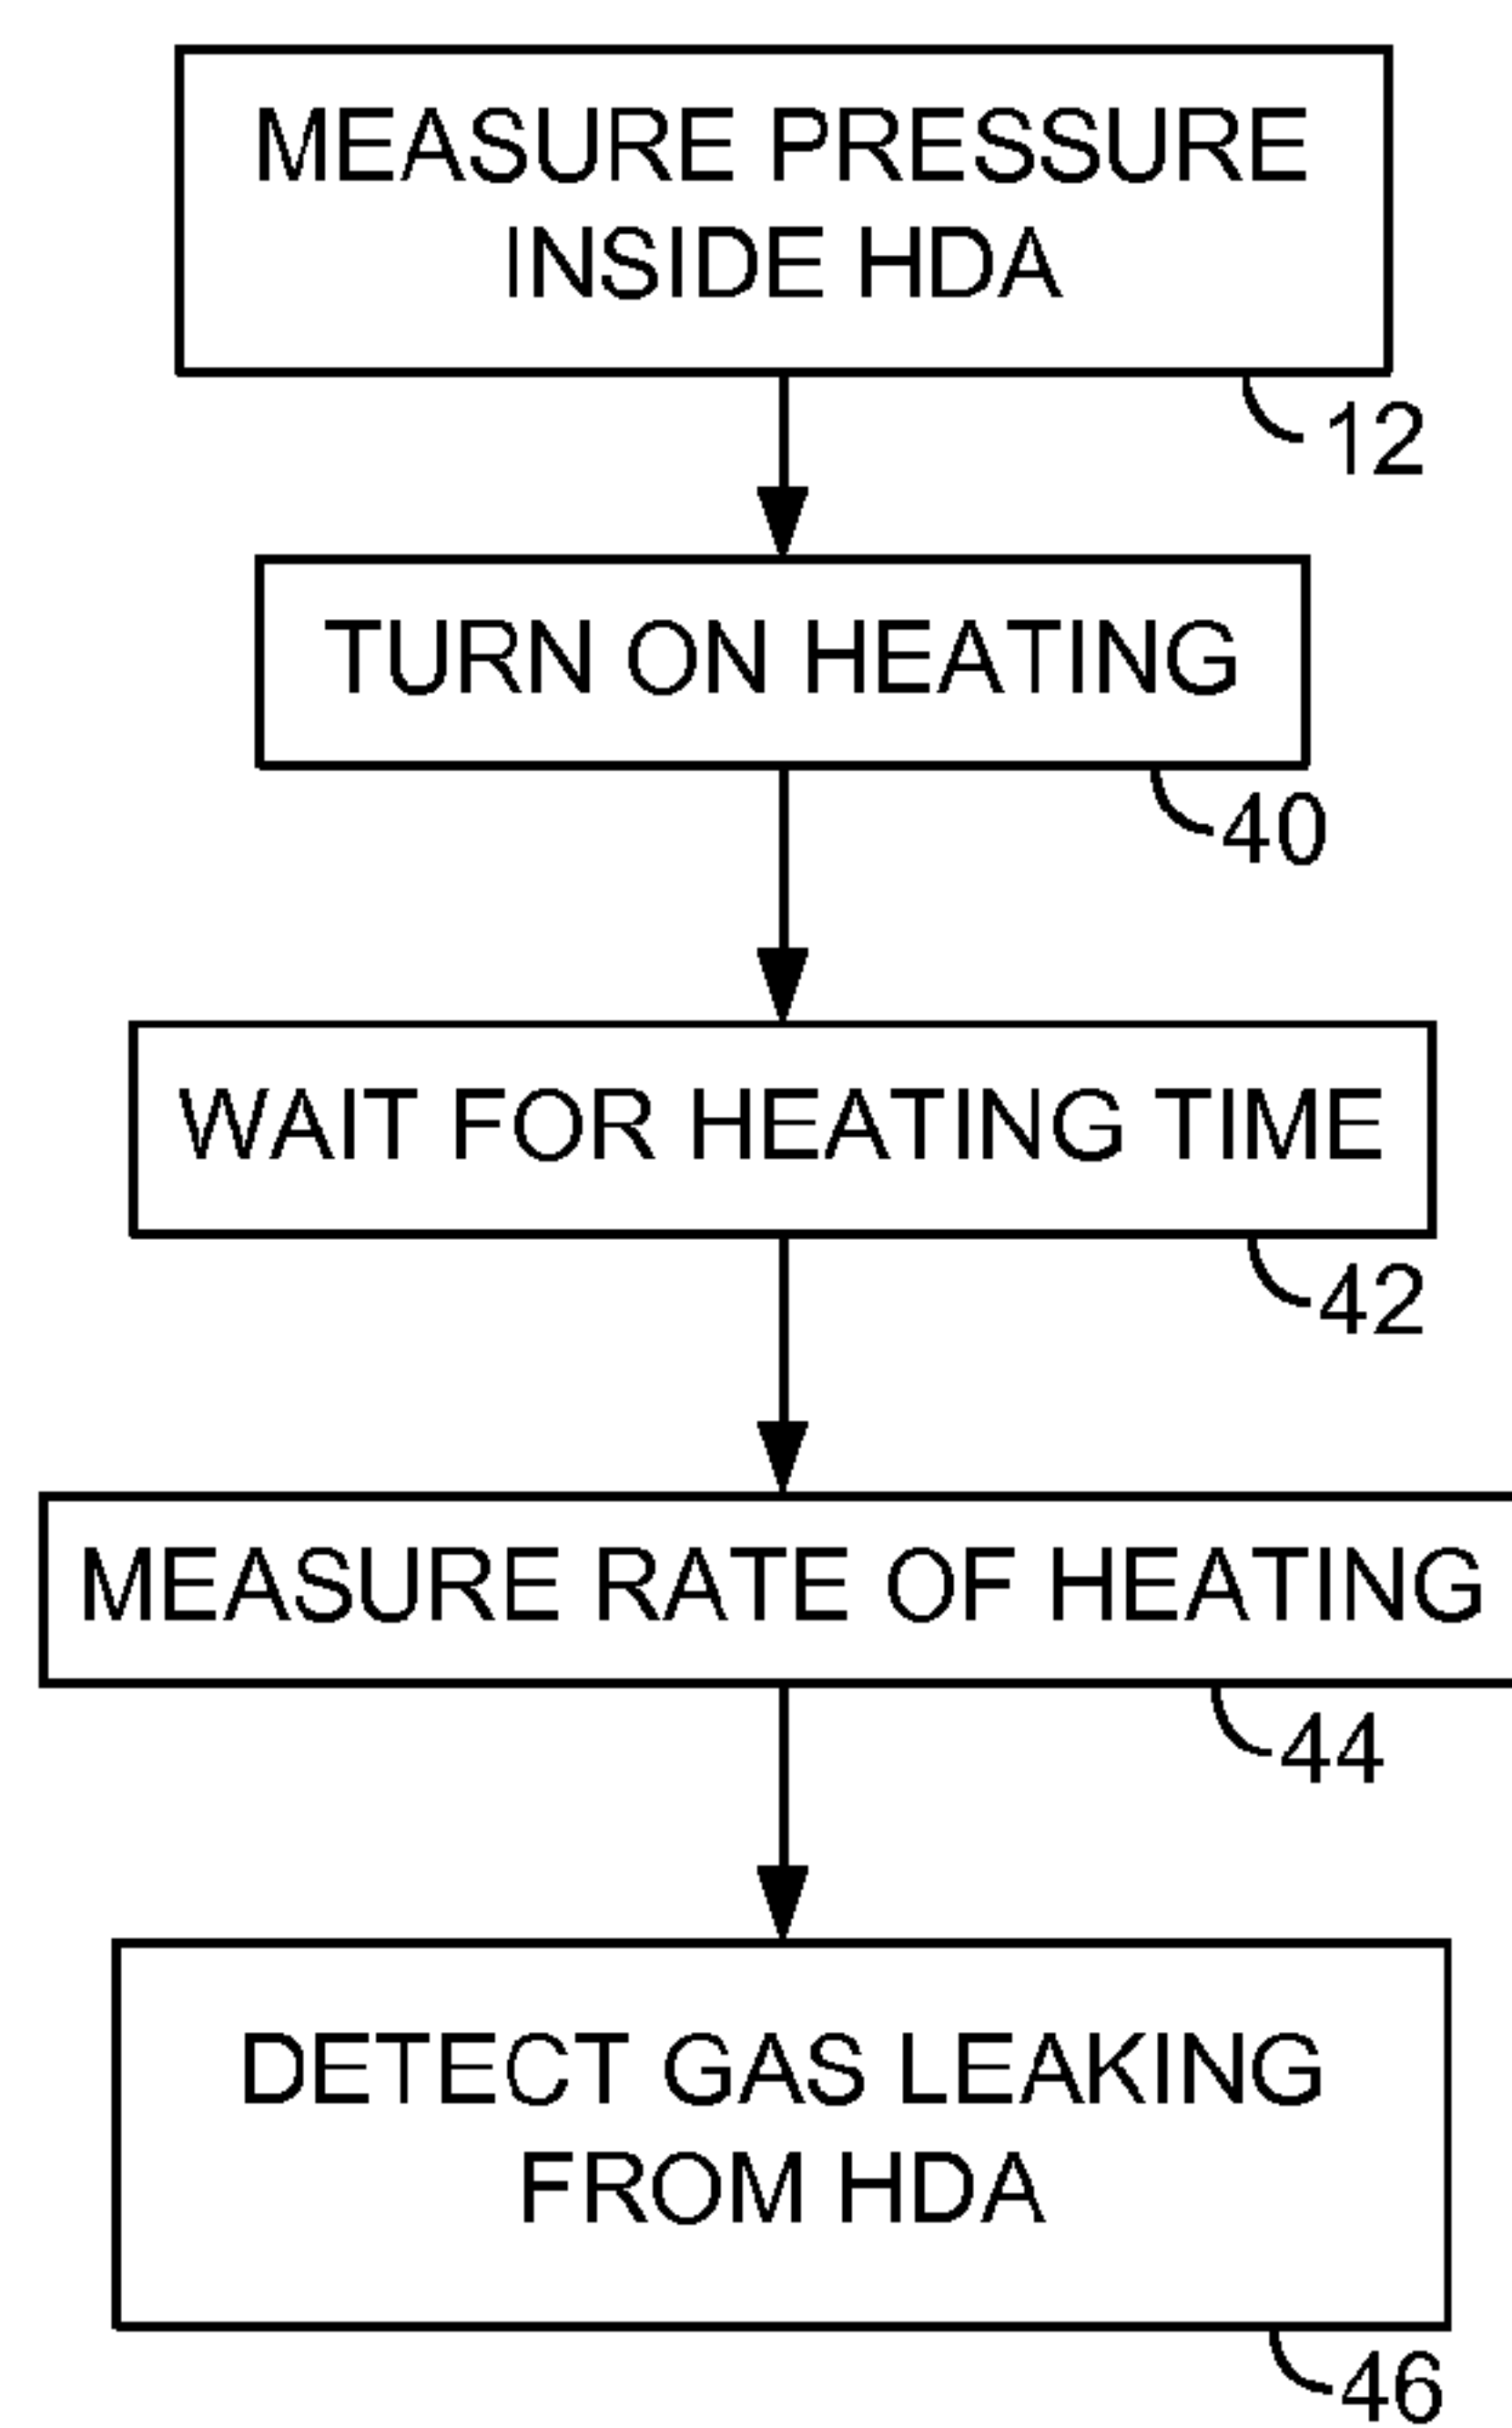 MEASURE PRESSURE
INSIDE HDA
12
TURN ON HEATING
40
WAIT FOR HEATING TIME
42
MEASURE RATE OF HEATING
44
DETECT GAS LEAKING
FROM HDA
46